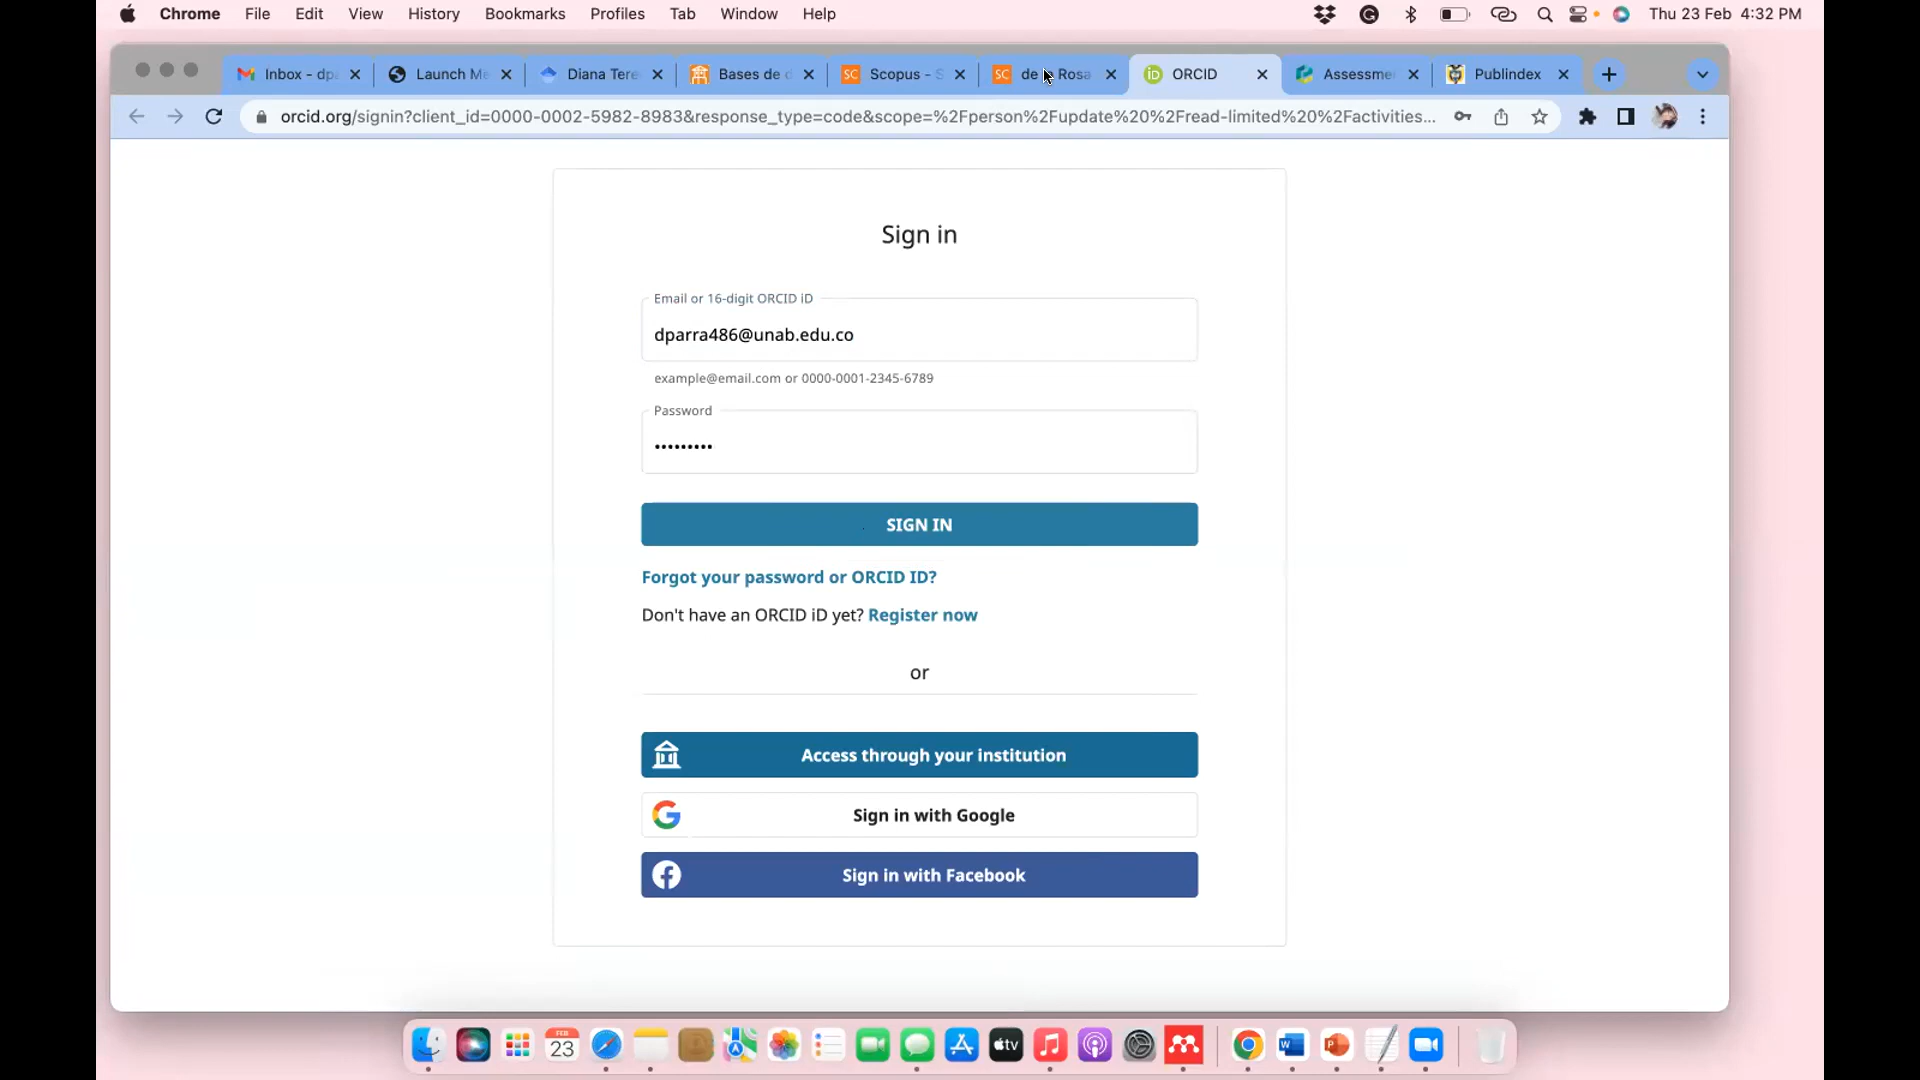 Chrome File Edit View History Bookmarks Profiles Tab Window Help Thu 23 Feb 4:32 PM
Inbox - dpa Launch Me Diana Tere Bases de d Scopus - S de la Rosa ORCID Assessme Publindex
orcid.org/signin?client_id=0000-0002-5982-8983&response_type=code&scope=%2Fperson%2Fupdate%20%2Fread-limited%20%2Factivities...
Sign in
Email or 16-digit ORCID iD
dparra486@unab.edu.co
example@email.com or 0000-0001-2345-6789
Password
•••••••••
SIGN IN
Forgot your password or ORCID ID?
Don't have an ORCID iD yet? Register now
or
Access through your institution
Sign in with Google
Sign in with Facebook
FEB
23
tv
W
P